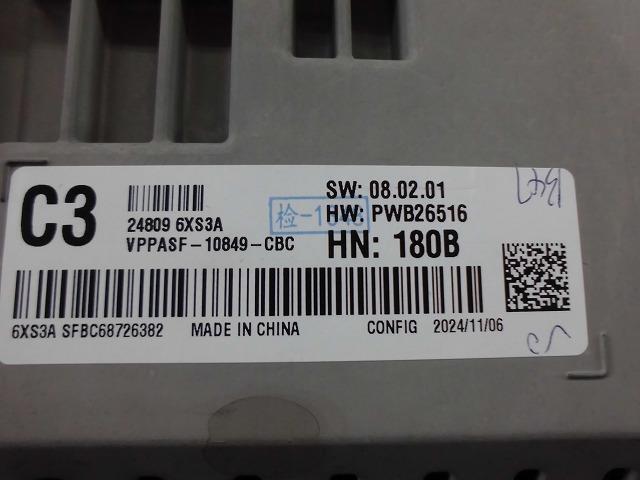 C3
24809 6XS3A
VPPASF-10849-CBC
SW: 08.02.01
HW: PWB26516
HN: 180B
检
6XS3A SFBC68726382 MADE IN CHINA CONFIG 2024/11/06